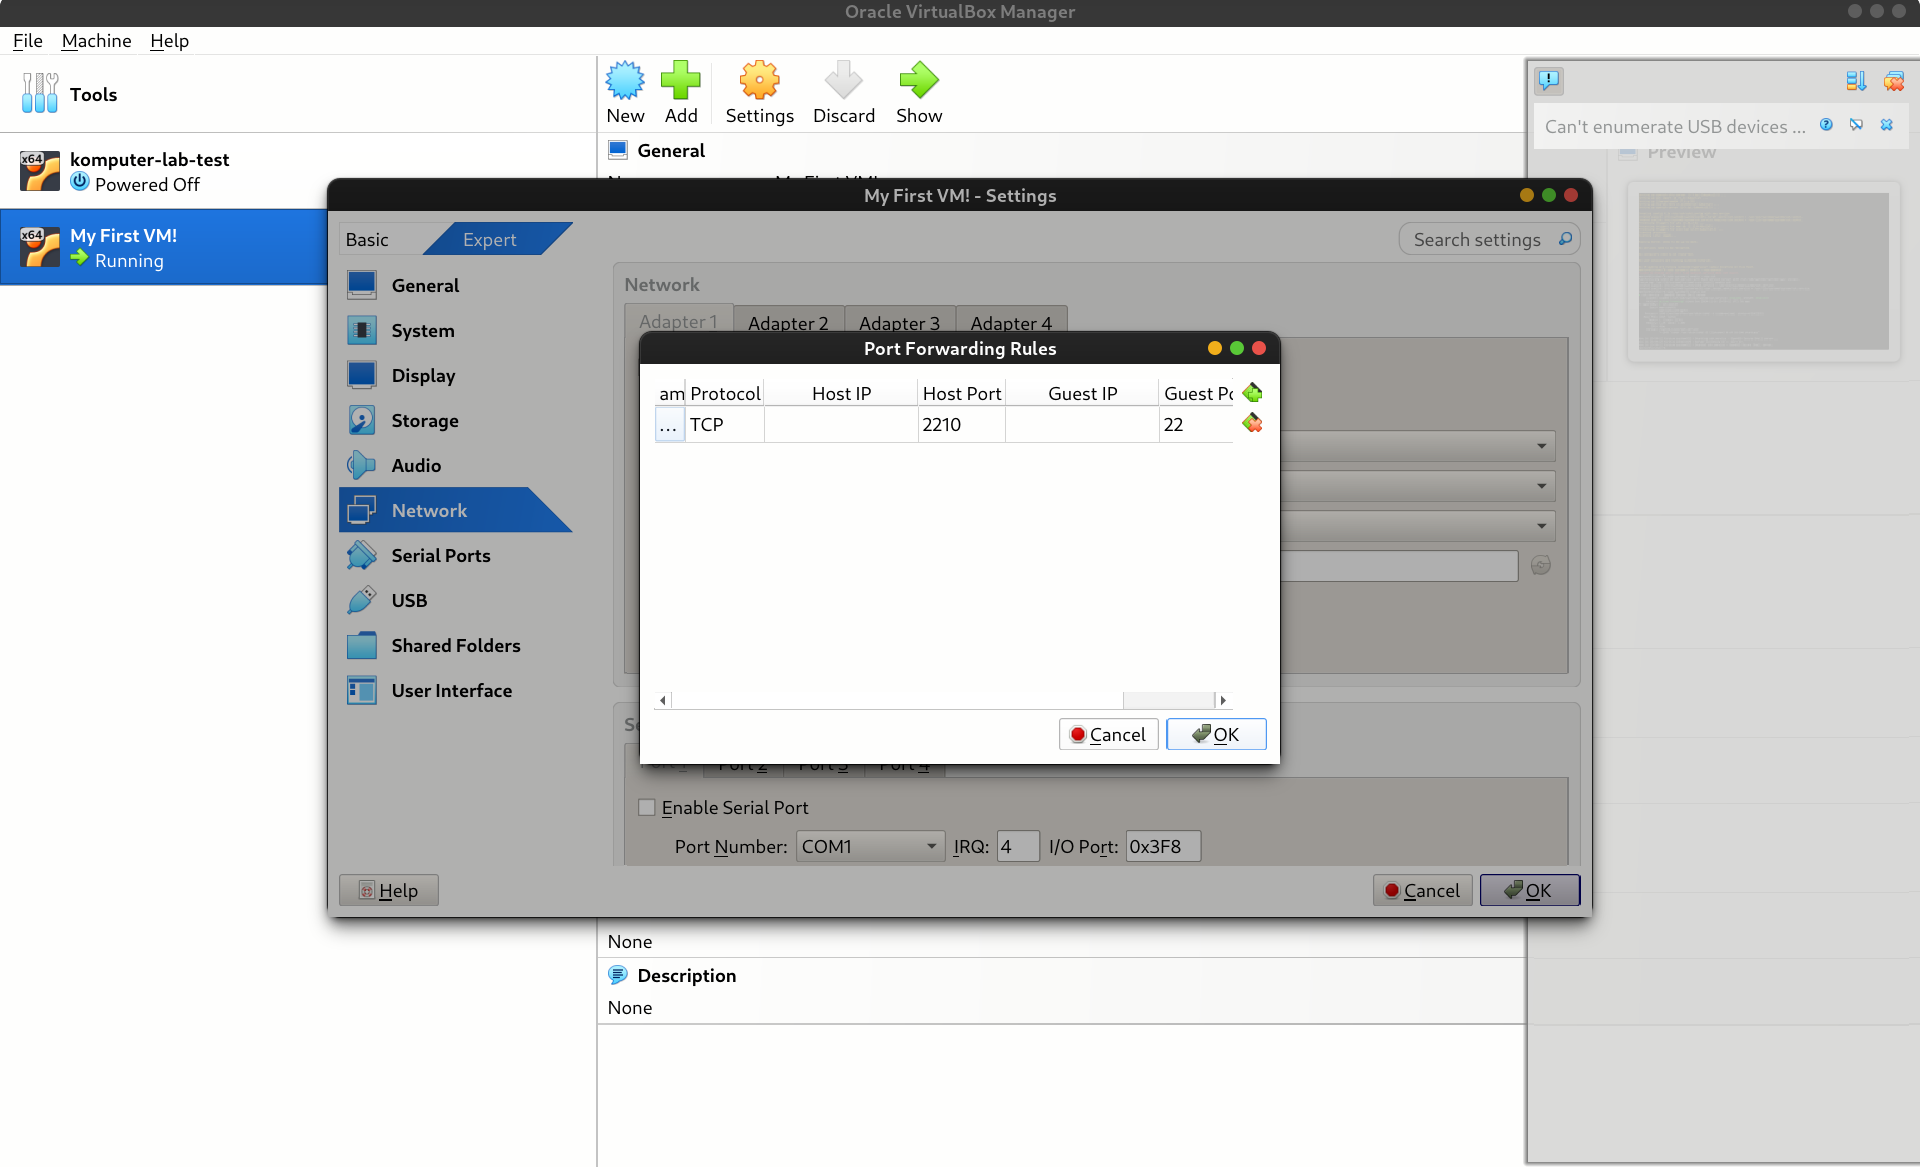 Oracle VirtualBox Manager
File Machine Help
Tools
x64 komputer-lab-test
Powered Off
x64 My First VM!
Running
New Add Settings Discard Show
General
Can't enumerate USB devices ...
Preview
My First VM! - Settings
Basic Expert
Search settings
General
System
Display
Storage
Audio
Network
Serial Ports
USB
Shared Folders
User Interface
Network
Adapter 1 Adapter 2 Adapter 3 Adapter 4
Port Forwarding Rules
am Protocol Host IP Host Port Guest IP Guest Po
... TCP 2210 22
Cancel OK
Port 2 Port 3 Port 4
Enable Serial Port
Port Number: COM1 IRQ: 4 I/O Port: 0x3F8
Help Cancel OK
None
Description
None